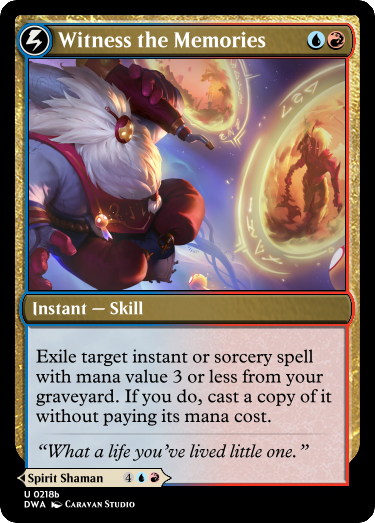 Witness the Memories
Instant — Skill
Exile target instant or sorcery spell
with mana value 3 or less from your
graveyard. If you do, cast a copy of it
without paying its mana cost.
“What a life you’ve lived little one.”
Spirit Shaman 4
U 0218b
DWA Caravan Studio